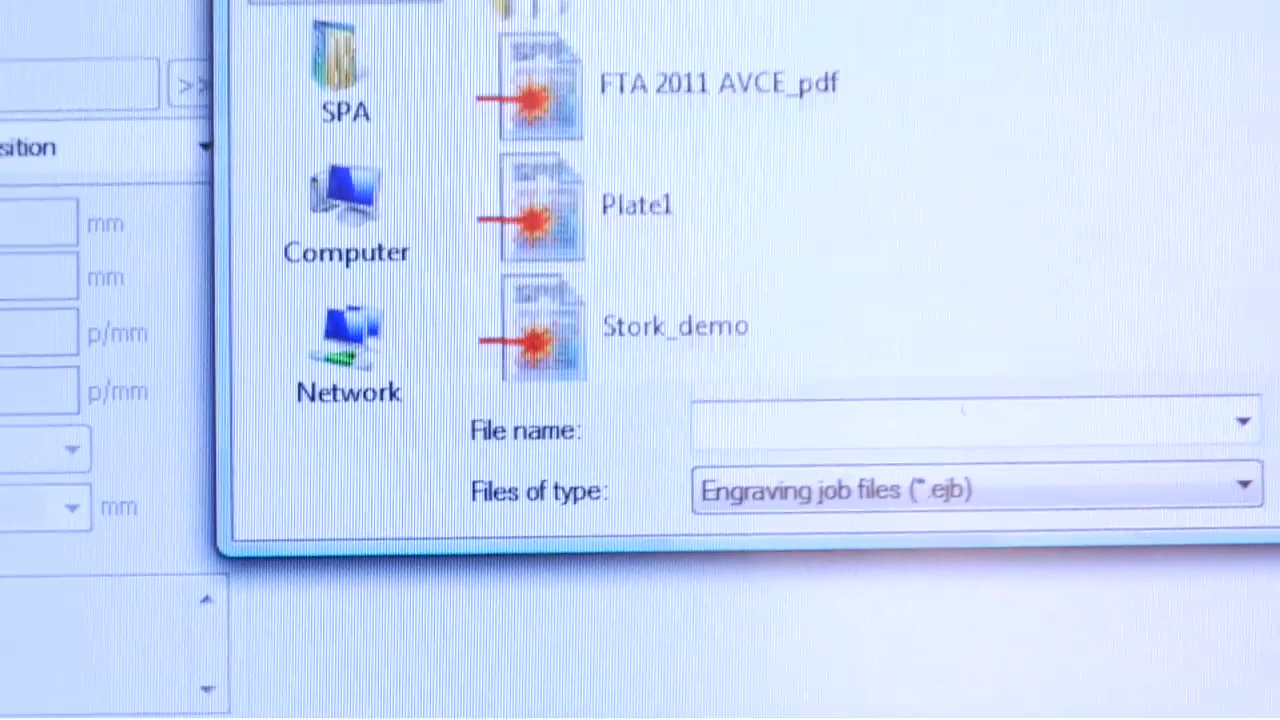 >>
sition
mm
mm
p/mm
p/mm
mm
SPA
Computer
Network
FTA 2011 AVCE_pdf
Plate1
Stork_demo
File name:
Files of type:
Engraving job files (*.ejb)